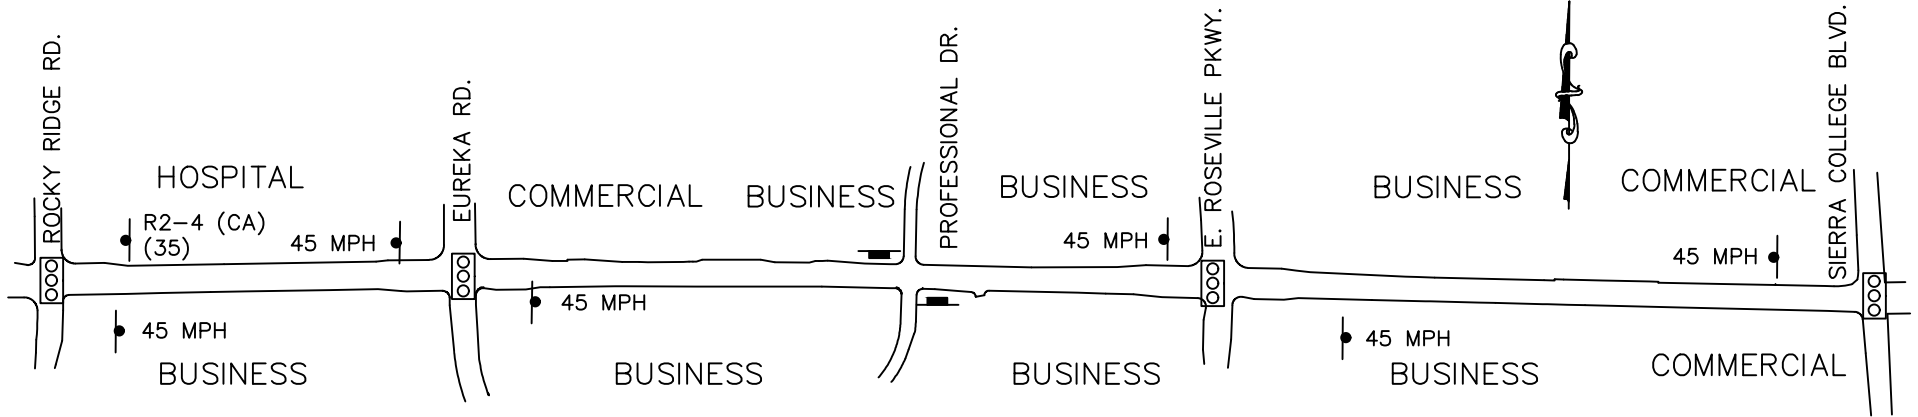 ROCKY RIDGE RD.
EUREKA RD.
PROFESSIONAL DR.
E. ROSEVILLE PKWY.
SIERRA COLLEGE BLVD.
HOSPITAL
COMMERCIAL
BUSINESS
BUSINESS
BUSINESS
COMMERCIAL
R2-4 (CA)
(35)
45 MPH
45 MPH
45 MPH
45 MPH
45 MPH
45 MPH
BUSINESS
BUSINESS
BUSINESS
BUSINESS
COMMERCIAL